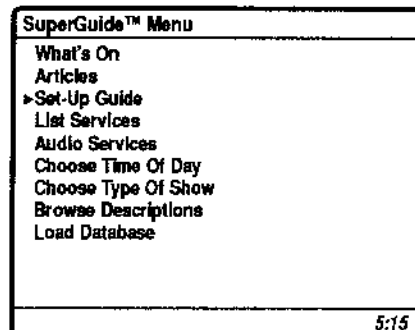 SuperGuide™ Menu
What's On
Articles
▸Set-Up Guide
List Services
Audio Services
Choose Time Of Day
Choose Type Of Show
Browse Descriptions
Load Database
5:15